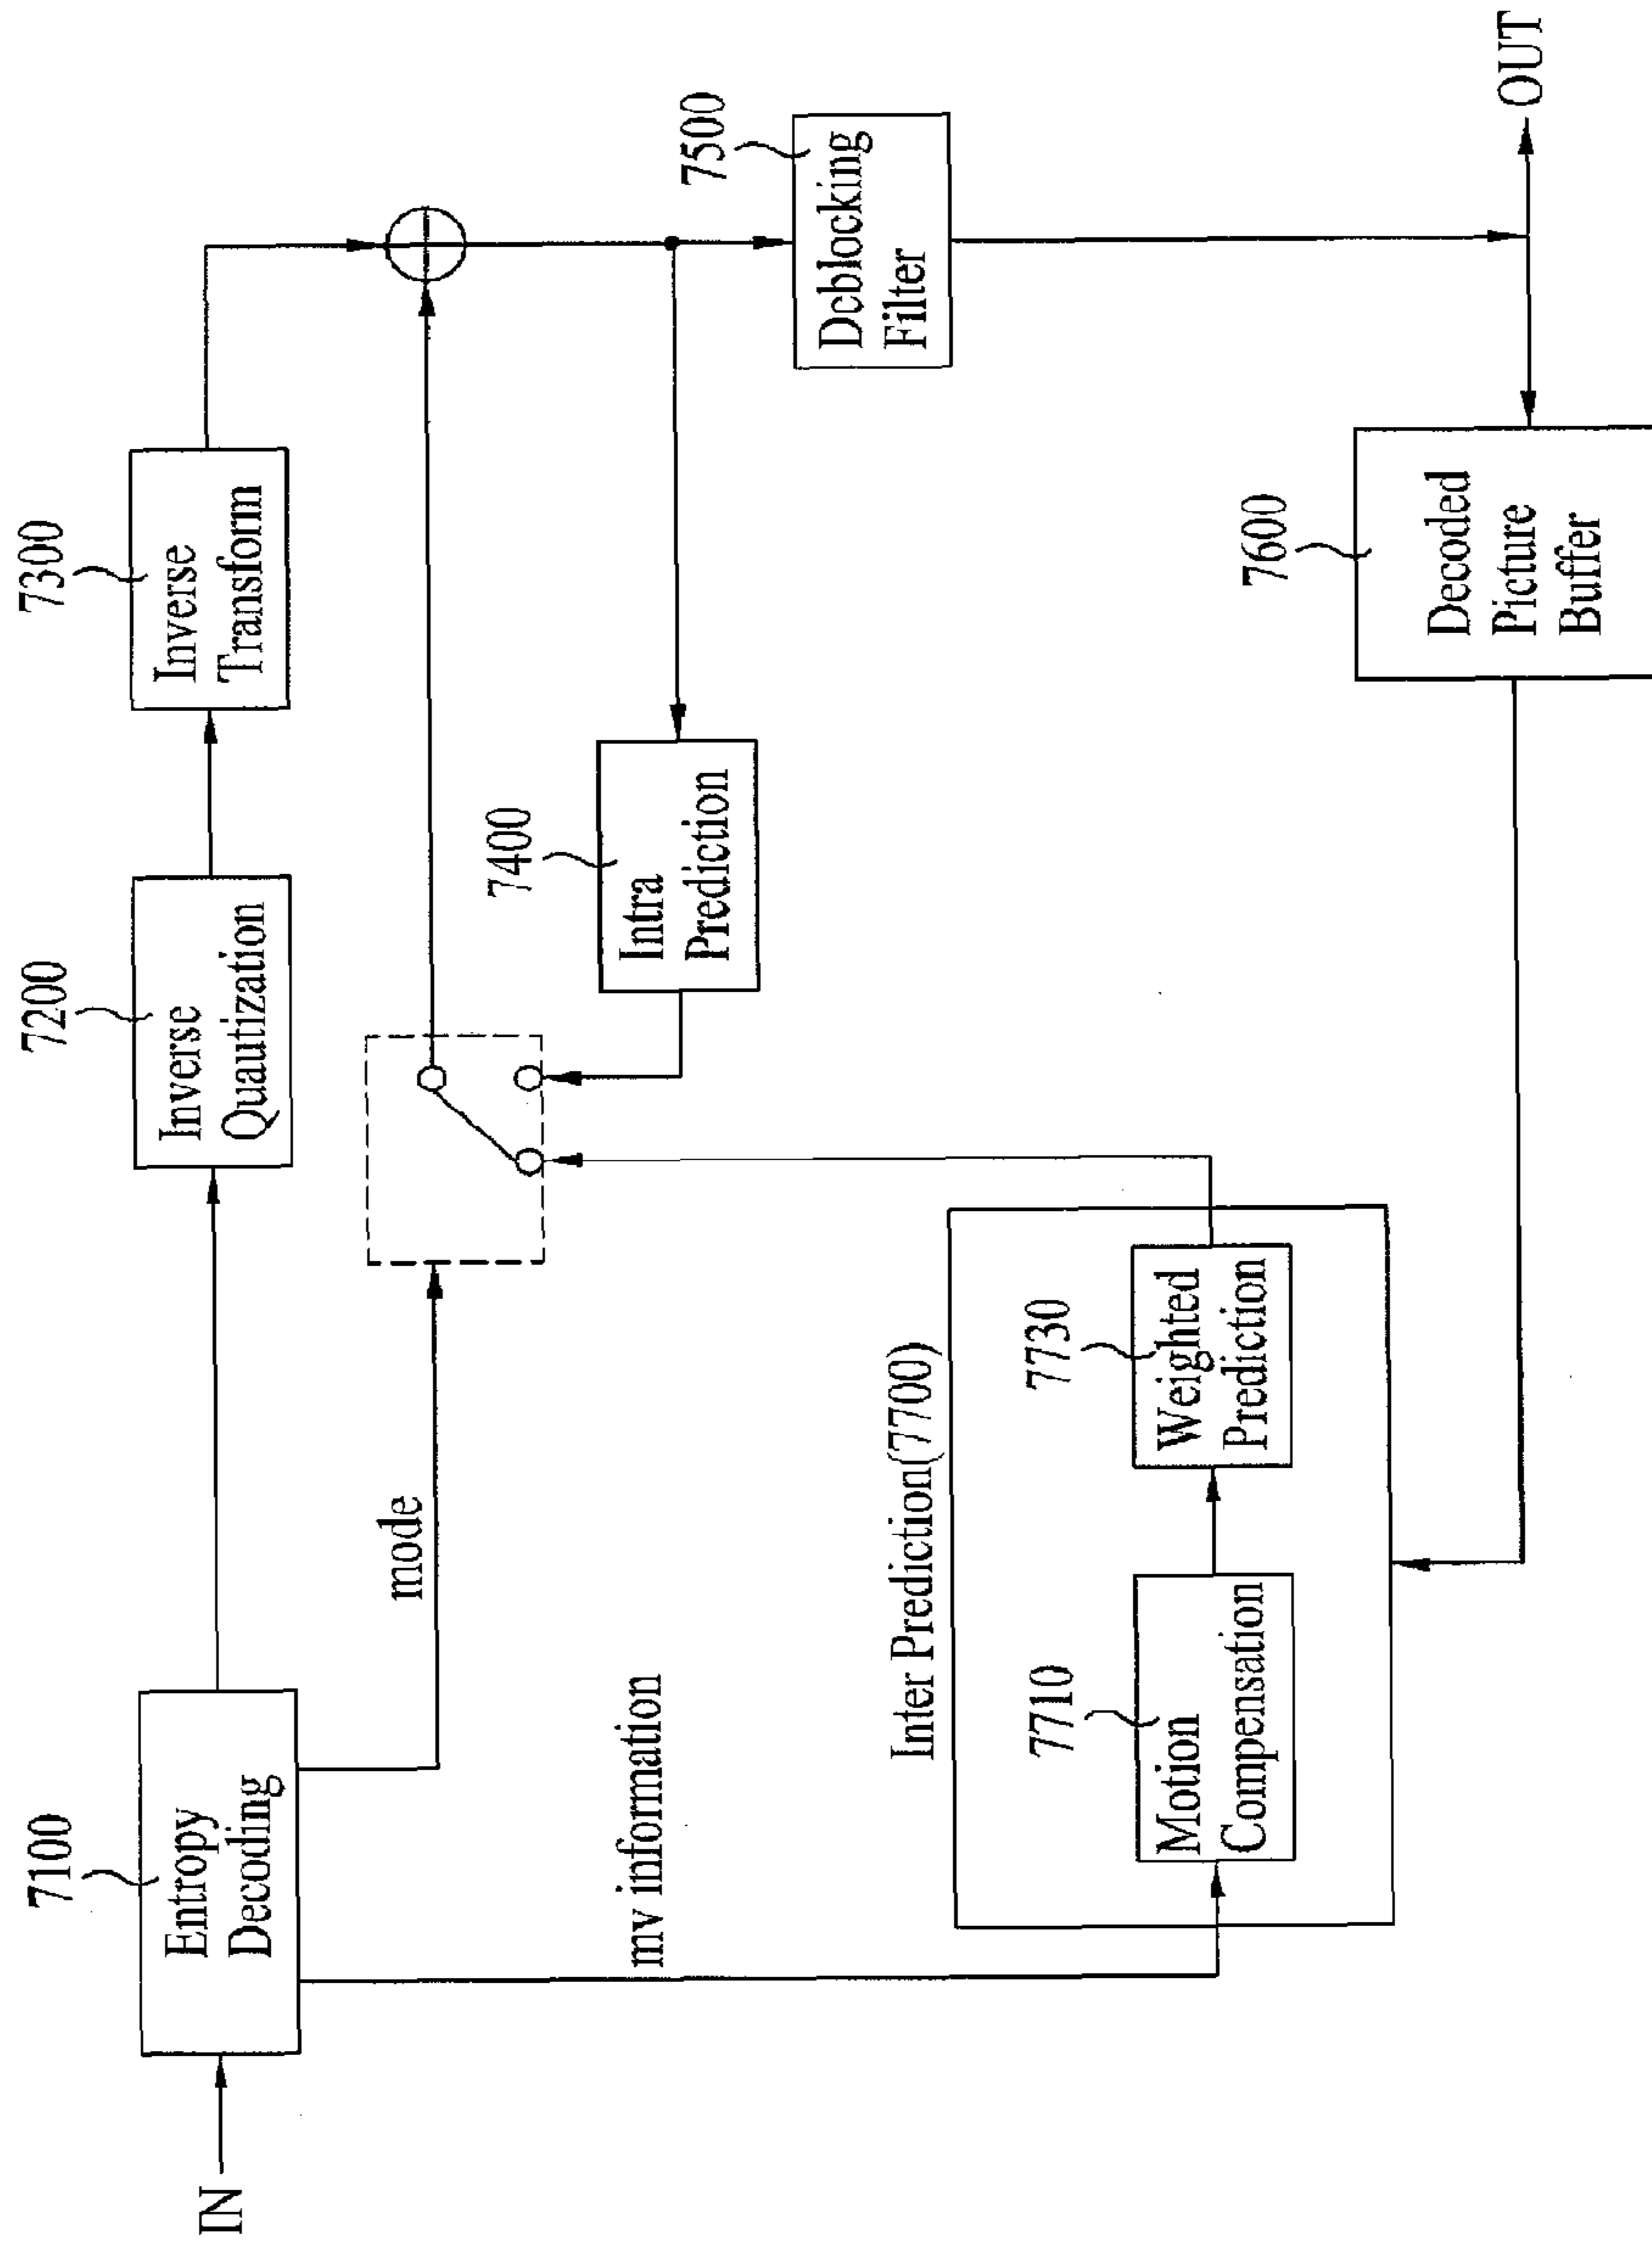 7100
Entropy
Decoding
7200
Inverse
Quautization
7300
Inverse
Transform
IN
mode
mv information
7400
Intra
Prediction
7500
Deblocking
Filter
Inter Prediction(7700)
7710
Motion
Compensation
7730
Weighted
Prediction
7600
Decoded
Picture
Buffer
OUT